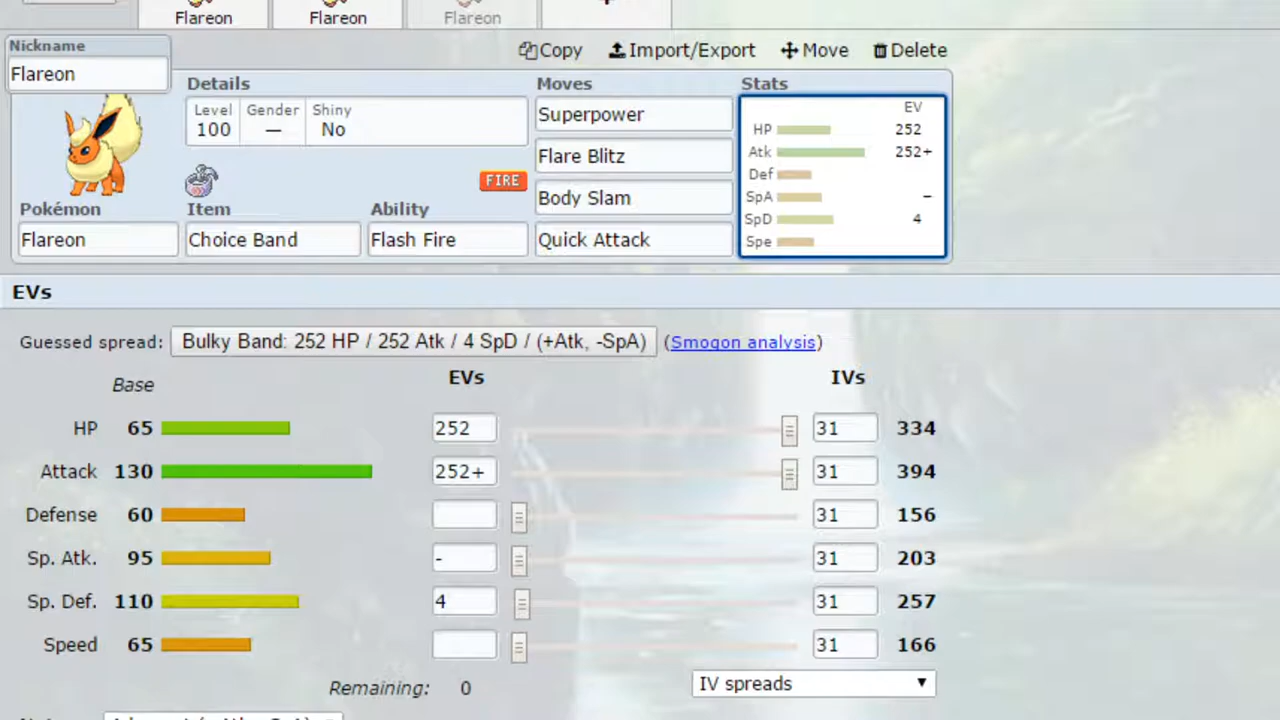 Flareon Flareon Flareon
Nickname
Flareon
Copy Import/Export Move Delete
Details Moves Stats
Level Gender Shiny
100 — No
Superpower
Flare Blitz
Body Slam
Quick Attack
EV
HP 252
Atk 252+
Def
SpA –
SpD 4
Spe
FIRE
Pokémon Item Ability
Flareon Choice Band Flash Fire
EVs
Guessed spread: Bulky Band: 252 HP / 252 Atk / 4 SpD / (+Atk, -SpA) (Smogon analysis)
Base EVs IVs
HP 65 252 31 334
Attack 130 252+ 31 394
Defense 60 31 156
Sp. Atk. 95 - 31 203
Sp. Def. 110 4 31 257
Speed 65 31 166
Remaining: 0 IV spreads